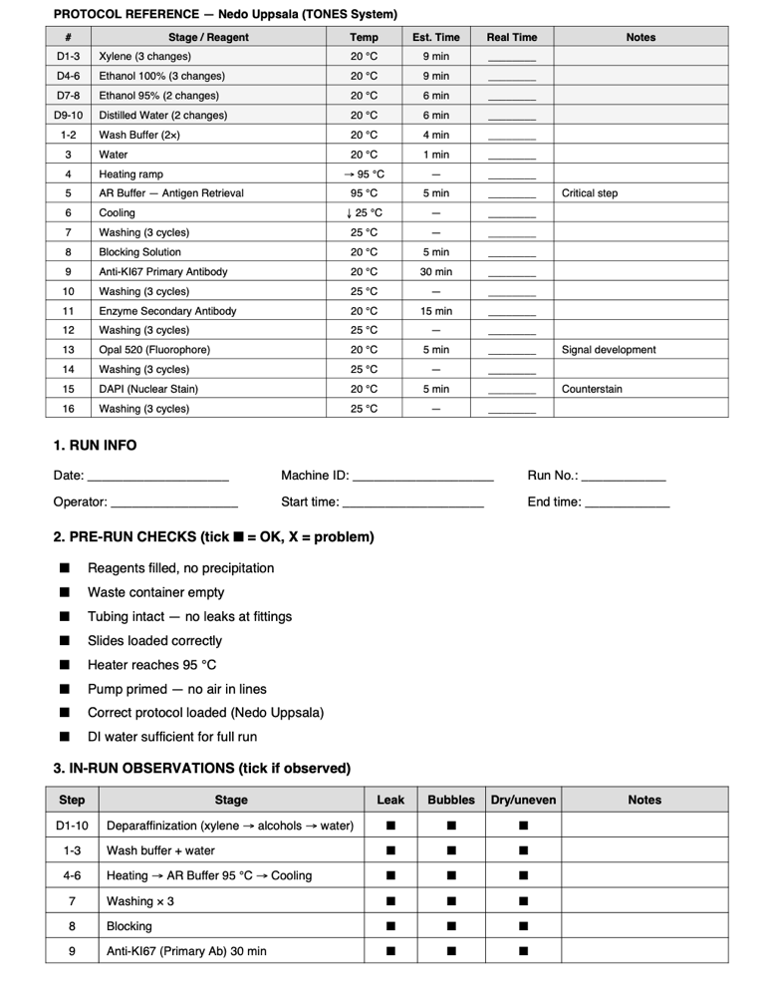 PROTOCOL REFERENCE — Nedo Uppsala (TONES System)
# Stage / Reagent Temp Est. Time Real Time Notes
D1-3 Xylene (3 changes) 20 °C 9 min ________
D4-6 Ethanol 100% (3 changes) 20 °C 9 min ________
D7-8 Ethanol 95% (2 changes) 20 °C 6 min ________
D9-10 Distilled Water (2 changes) 20 °C 6 min ________
1-2 Wash Buffer (2×) 20 °C 4 min ________
3 Water 20 °C 1 min ________
4 Heating ramp → 95 °C — ________
5 AR Buffer — Antigen Retrieval 95 °C 5 min ________ Critical step
6 Cooling ↓ 25 °C — ________
7 Washing (3 cycles) 25 °C — ________
8 Blocking Solution 20 °C 5 min ________
9 Anti-KI67 Primary Antibody 20 °C 30 min ________
10 Washing (3 cycles) 25 °C — ________
11 Enzyme Secondary Antibody 20 °C 15 min ________
12 Washing (3 cycles) 25 °C — ________
13 Opal 520 (Fluorophore) 20 °C 5 min ________ Signal development
14 Washing (3 cycles) 25 °C — ________
15 DAPI (Nuclear Stain) 20 °C 5 min ________ Counterstain
16 Washing (3 cycles) 25 °C — ________
1. RUN INFO
Date: ____________________ Machine ID: ____________________ Run No.: ____________
Operator: __________________ Start time: ____________________ End time: ____________
2. PRE-RUN CHECKS (tick ■ = OK, X = problem)
■ Reagents filled, no precipitation
■ Waste container empty
■ Tubing intact — no leaks at fittings
■ Slides loaded correctly
■ Heater reaches 95 °C
■ Pump primed — no air in lines
■ Correct protocol loaded (Nedo Uppsala)
■ DI water sufficient for full run
3. IN-RUN OBSERVATIONS (tick if observed)
Step Stage Leak Bubbles Dry/uneven Notes
D1-10 Deparaffinization (xylene → alcohols → water) ■ ■ ■
1-3 Wash buffer + water ■ ■ ■
4-6 Heating → AR Buffer 95 °C → Cooling ■ ■ ■
7 Washing × 3 ■ ■ ■
8 Blocking ■ ■ ■
9 Anti-KI67 (Primary Ab) 30 min ■ ■ ■